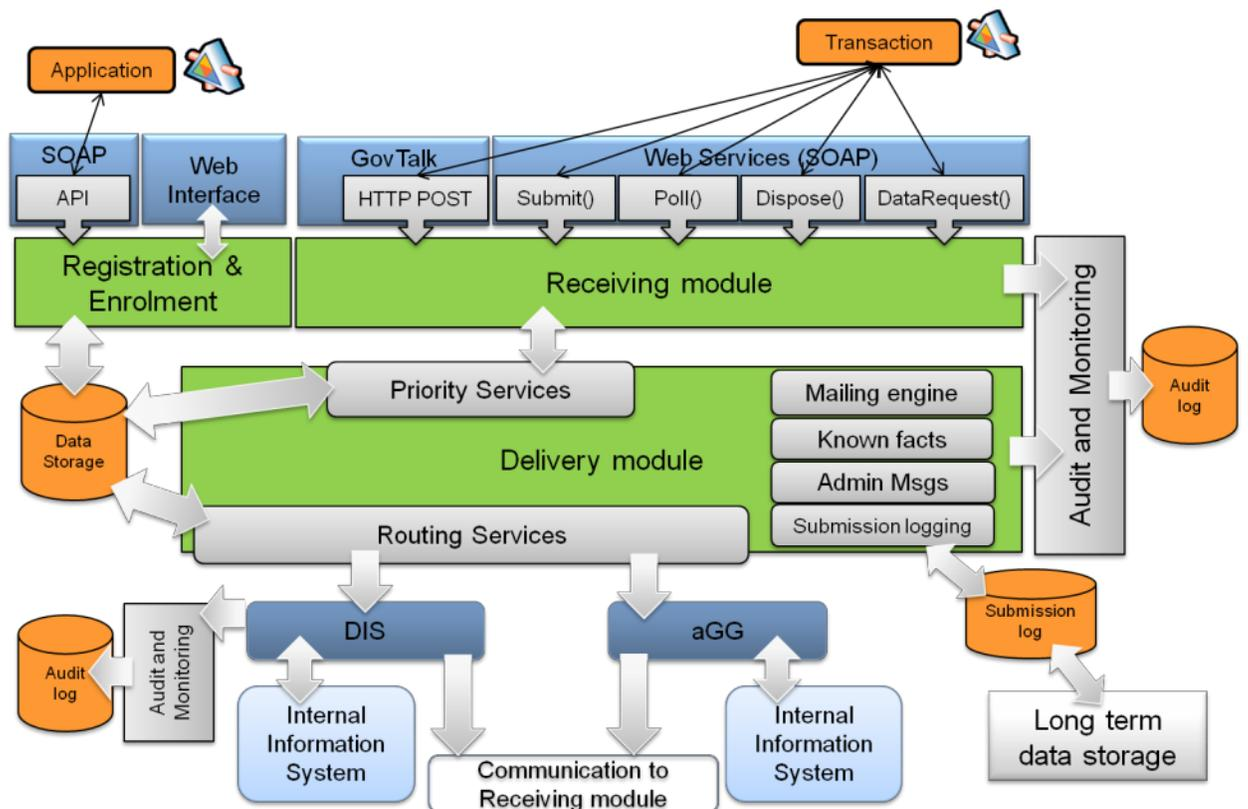 Transaction
Application
SOAP
API
Web
Interface
GovTalk
HTTP POST
Web Services (SOAP)
Submit()
Poll()
Dispose()
DataRequest()
Registration &
Enrolment
Receiving module
Audit and Monitoring
Audit
log
Priority Services
Data
Storage
Delivery module
Mailing engine
Known facts
Admin Msgs
Submission logging
Routing Services
DIS
aGG
Submission
log
Audit
log
Audit and
Monitoring
Internal
Information
System
Communication to
Receiving module
Internal
Information
System
Long term
data storage